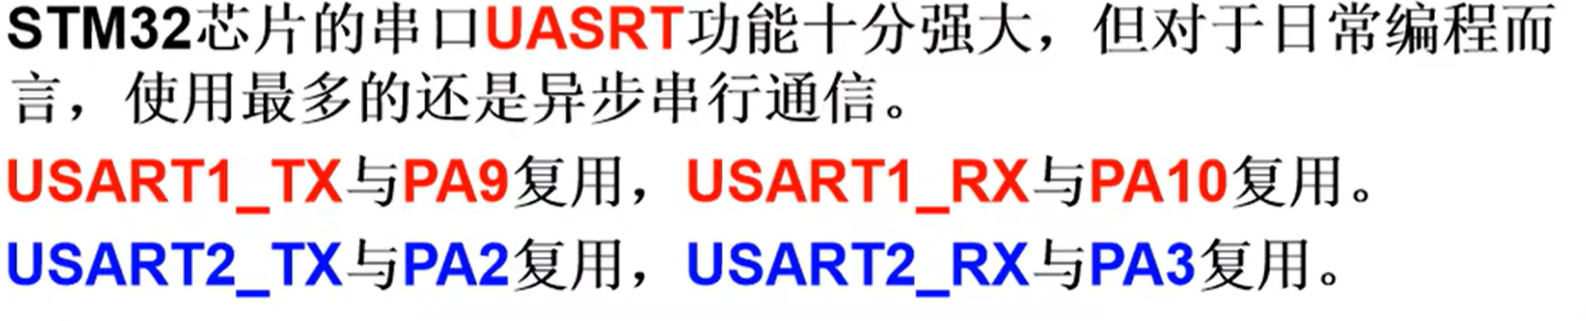 STM32芯片的串口UASRT功能十分强大，但对于日常编程而
言，使用最多的还是异步串行通信。
USART1_TX与PA9复用，USART1_RX与PA10复用。
USART2_TX与PA2复用，USART2_RX与PA3复用。